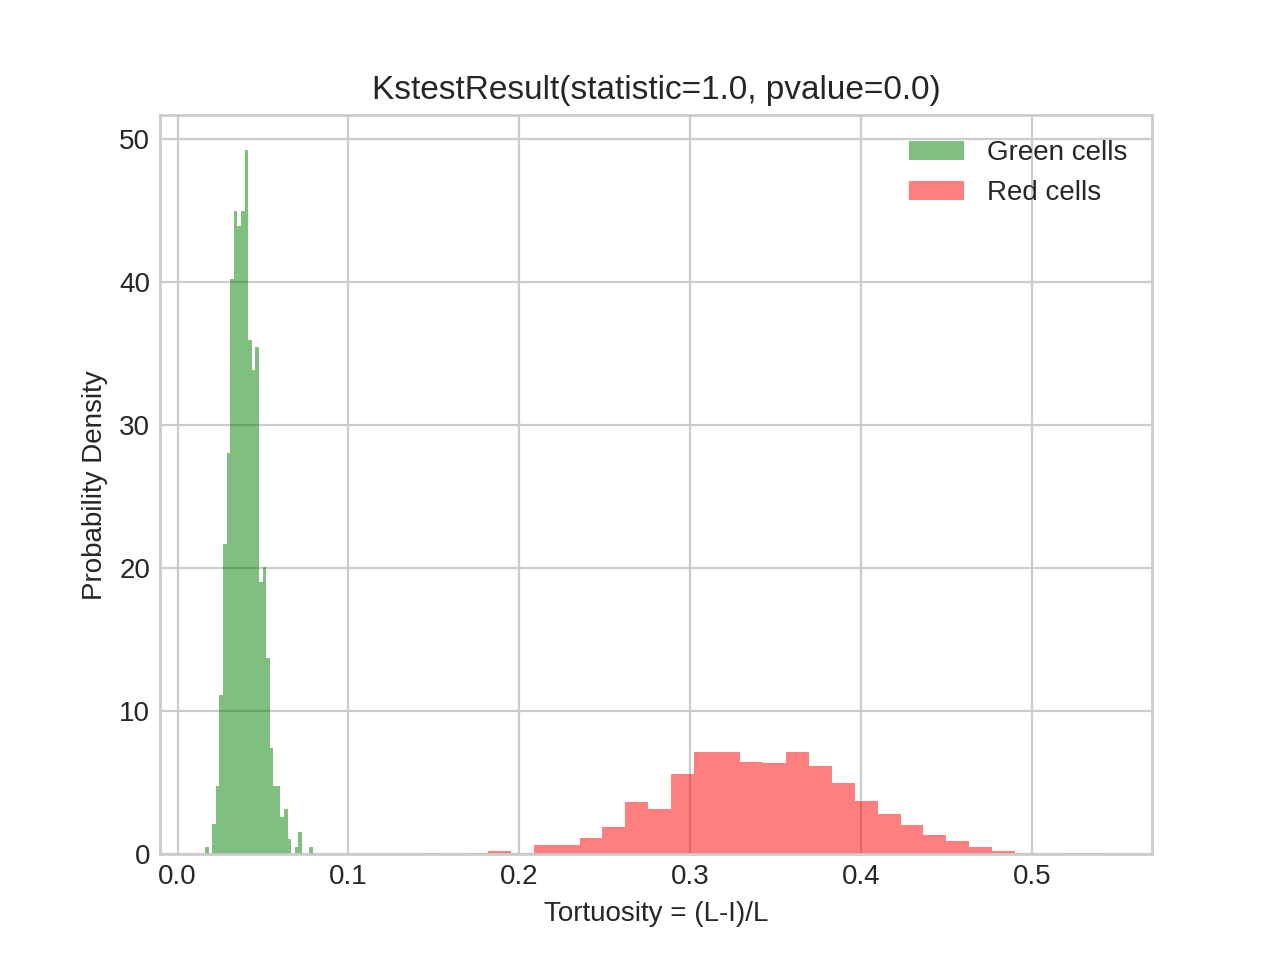 KstestResult(statistic=1.0, pvalue=0.0)
50
40
30
20
10
0
Probability Density
Green cells
Red cells
0.0 0.1 0.2 0.3 0.4 0.5
Tortuosity = (L-I)/L